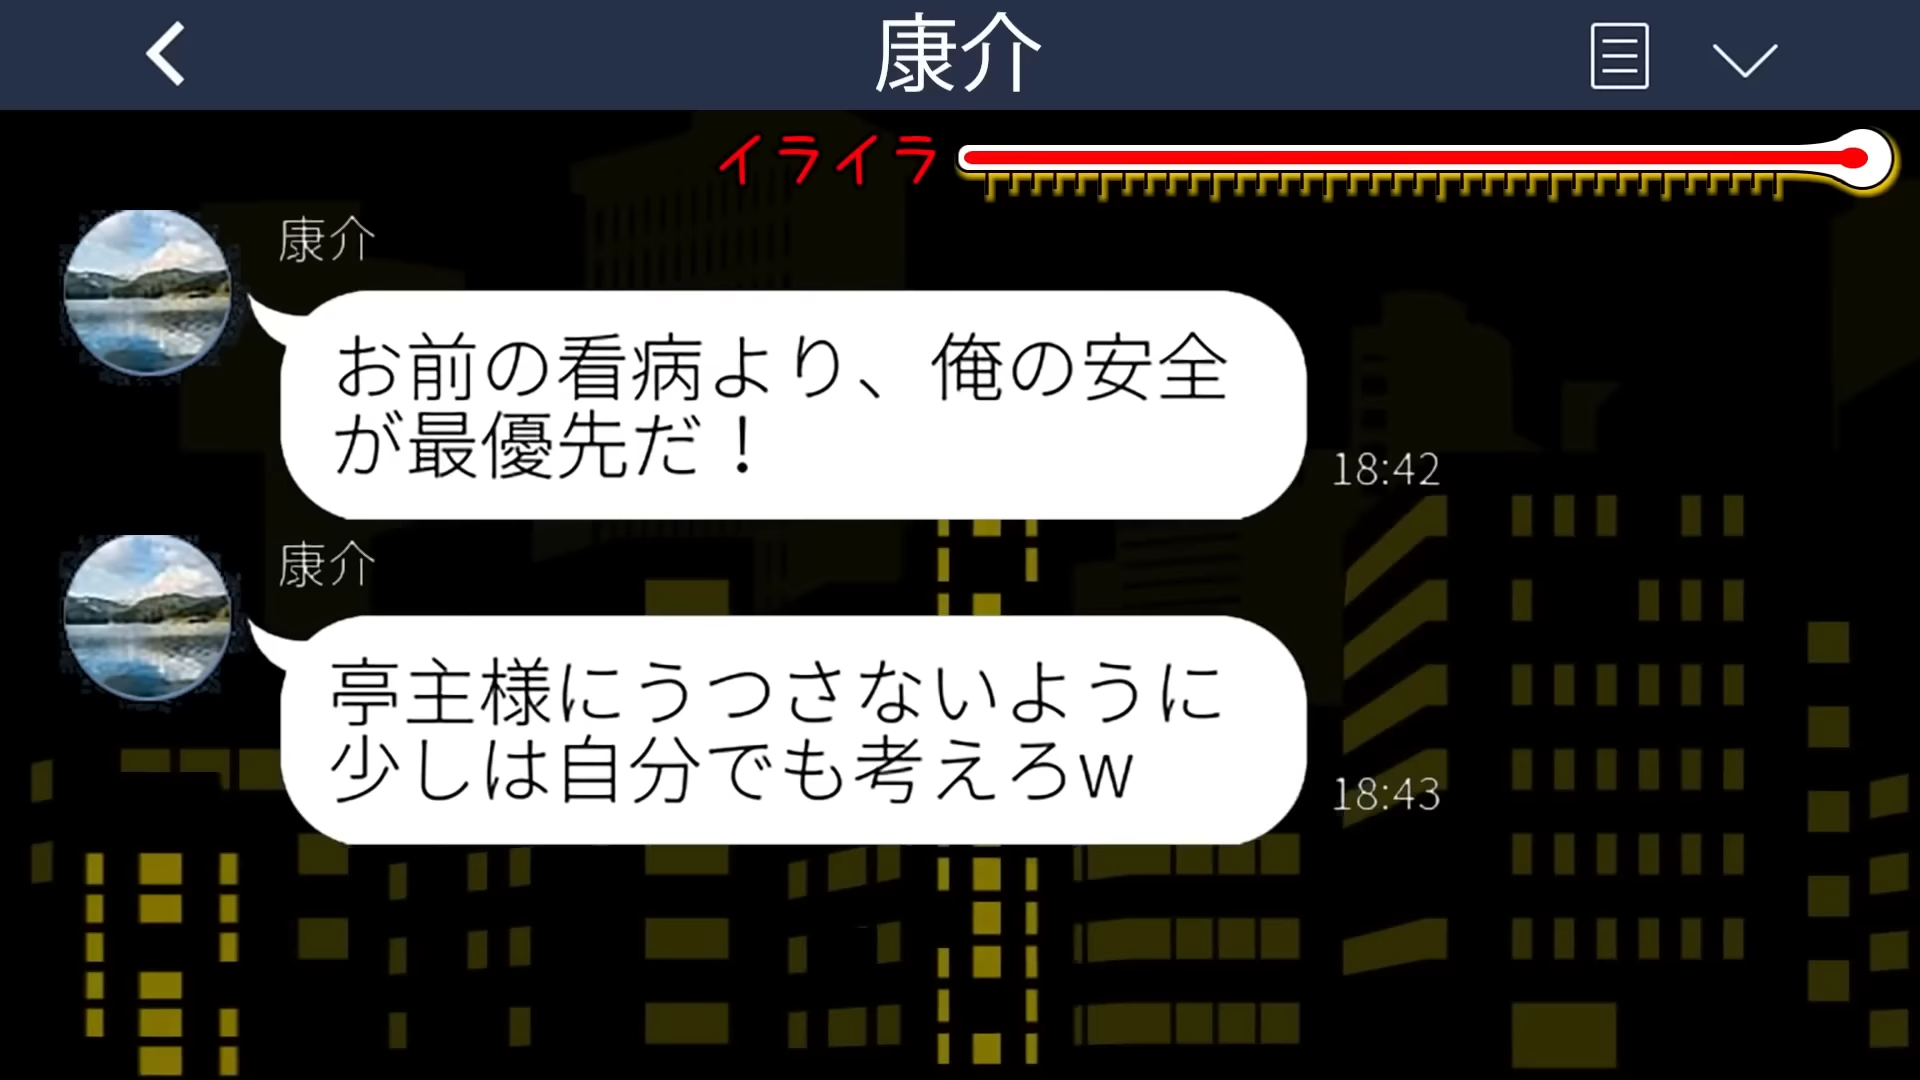 康介
イライラ
康介
お前の看病より、俺の安全
が最優先だ！
18:42
康介
亭主様にうつさないように
少しは自分でも考えろw
18:43